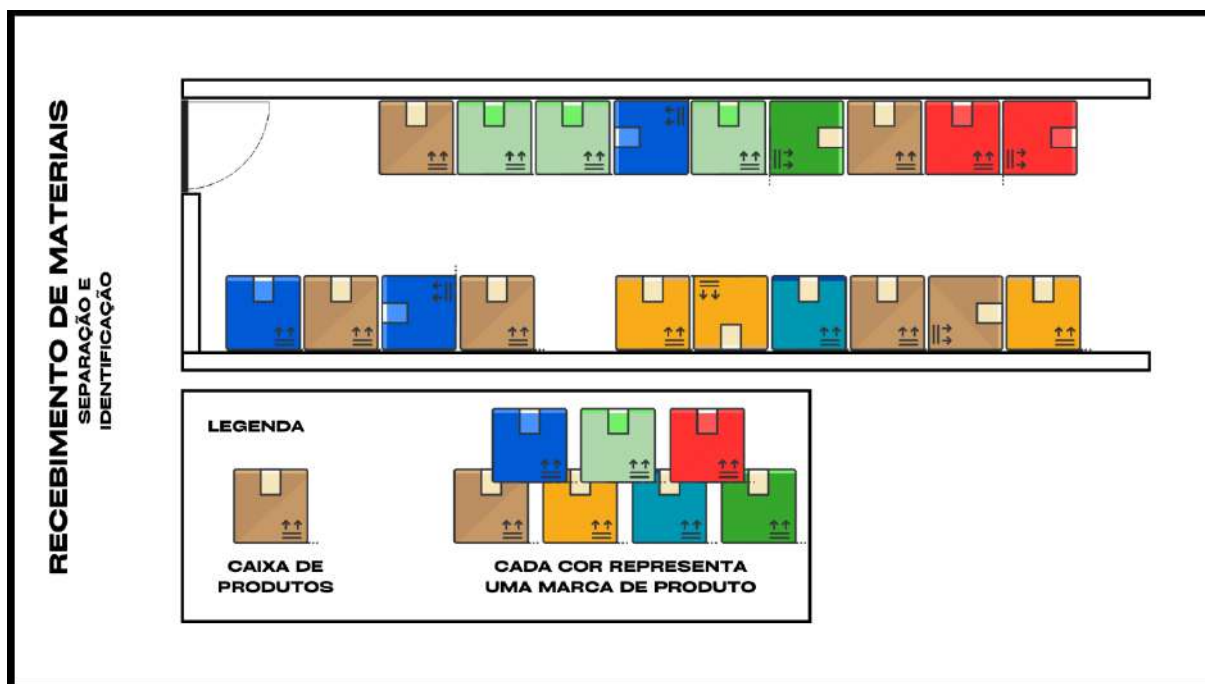 RECEBIMENTO DE MATERIAIS
SEPARAÇÃO E
IDENTIFICAÇÃO
LEGENDA
CAIXA DE
PRODUTOS
CADA COR REPRESENTA
UMA MARCA DE PRODUTO